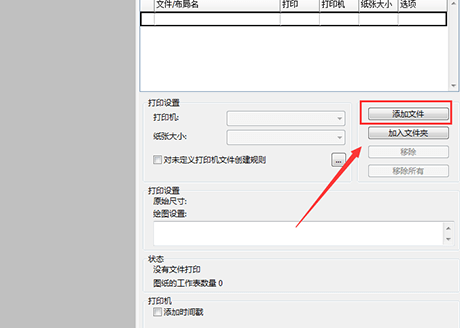 文件/布局名 打印 打印机 纸张大小 选项
打印设置
打印机:
添加文件
纸张大小:
加入文件夹
对未定义打印机文件创建规则 ...
移除
移除所有
打印设置
原始尺寸:
绘图设置:
状态
没有文件打印
图纸的工作表数量 0
打印机
添加时间戳